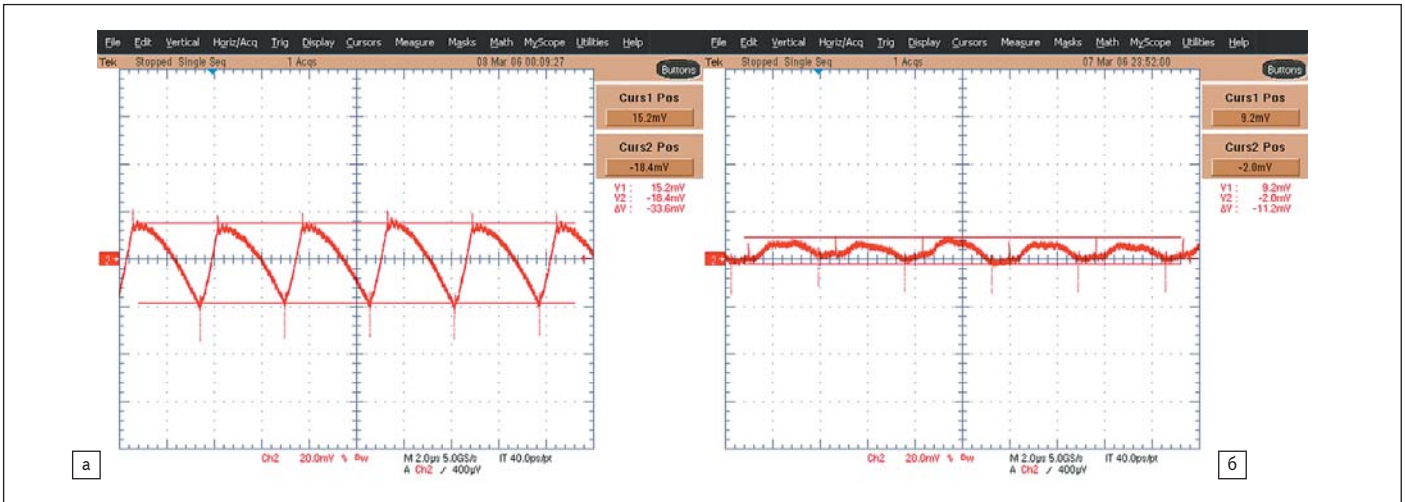 File Edit Vertical Horiz/Acq Trig Display Cursors Measure Masks Math MyScope Utilities Help
Tek Stopped Single Seq 1 Acqs 08 Mar 06 00:09:27 Buttons
Curs1 Pos
15.2mV
Curs2 Pos
-18.4mV
V1 : 15.2mV
V2 : -18.4mV
ΔV : -33.6mV
2
Ch2 20.0mV % Bw M 2.0µs 5.0GS/s IT 40.0ps/pt
A Ch2 ∕ 400µV
а
File Edit Vertical Horiz/Acq Trig Display Cursors Measure Masks Math MyScope Utilities Help
Tek Stopped Single Seq 1 Acqs 07 Mar 06 23:52:00 Buttons
Curs1 Pos
9.2mV
Curs2 Pos
-2.0mV
V1 : 9.2mV
V2 : -2.0mV
ΔV : -11.2mV
2
Ch2 20.0mV % Bw M 2.0µs 5.0GS/s IT 40.0ps/pt
A Ch2 ∕ 400µV
б